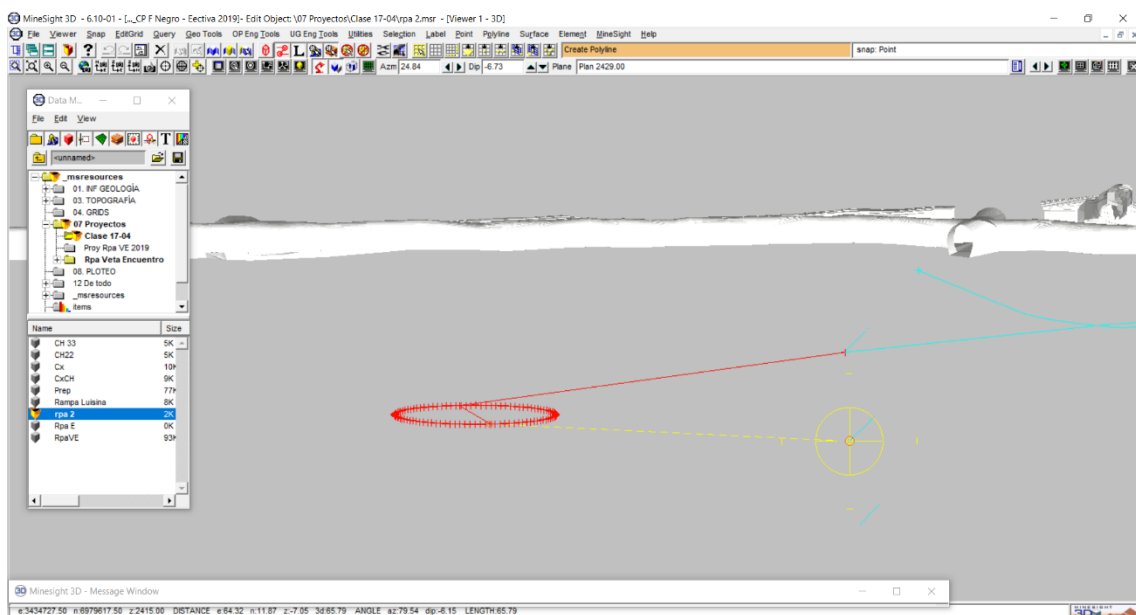 MineSight 3D - 6.10-01 - [..._CP F Negro - Eectiva 2019]- Edit Object: \07 Proyectos\Clase 17-04\rpa 2.msr - [Viewer 1 - 3D]
File Viewer Snap EditGrid Query Geo Tools OP Eng Tools UG Eng Tools Utilities Selection Label Point Polyline Surface Element MineSight Help
Create Polyline snap: Point
Azm 24.84 Dip -6.73 Plane Plan 2429.00
Data M...
File Edit View
<unnamed>
_msresources
01. INF GEOLOGÍA
03. TOPOGRAFÍA
04. GRIDS
07 Proyectos
Clase 17-04
Proy Rpa VE 2019
Rpa Veta Encuentro
08. PLOTEO
12 De todo
_msresources
items
Name Size
CH 33 5K
CH22 5K
Cx
CxCH 9K
Prep
Rampa Luisina 8K
rpa 2 2K
Rpa E 0K
RpaVE
Minesight 3D - Message Window
e:3434727.50 n:6979617.50 z:2415.00 DISTANCE e:64.32 n:11.87 z:-7.05 3d:65.79 ANGLE az:79.54 dip:-6.15 LENGTH:65.79
MINESIGHT